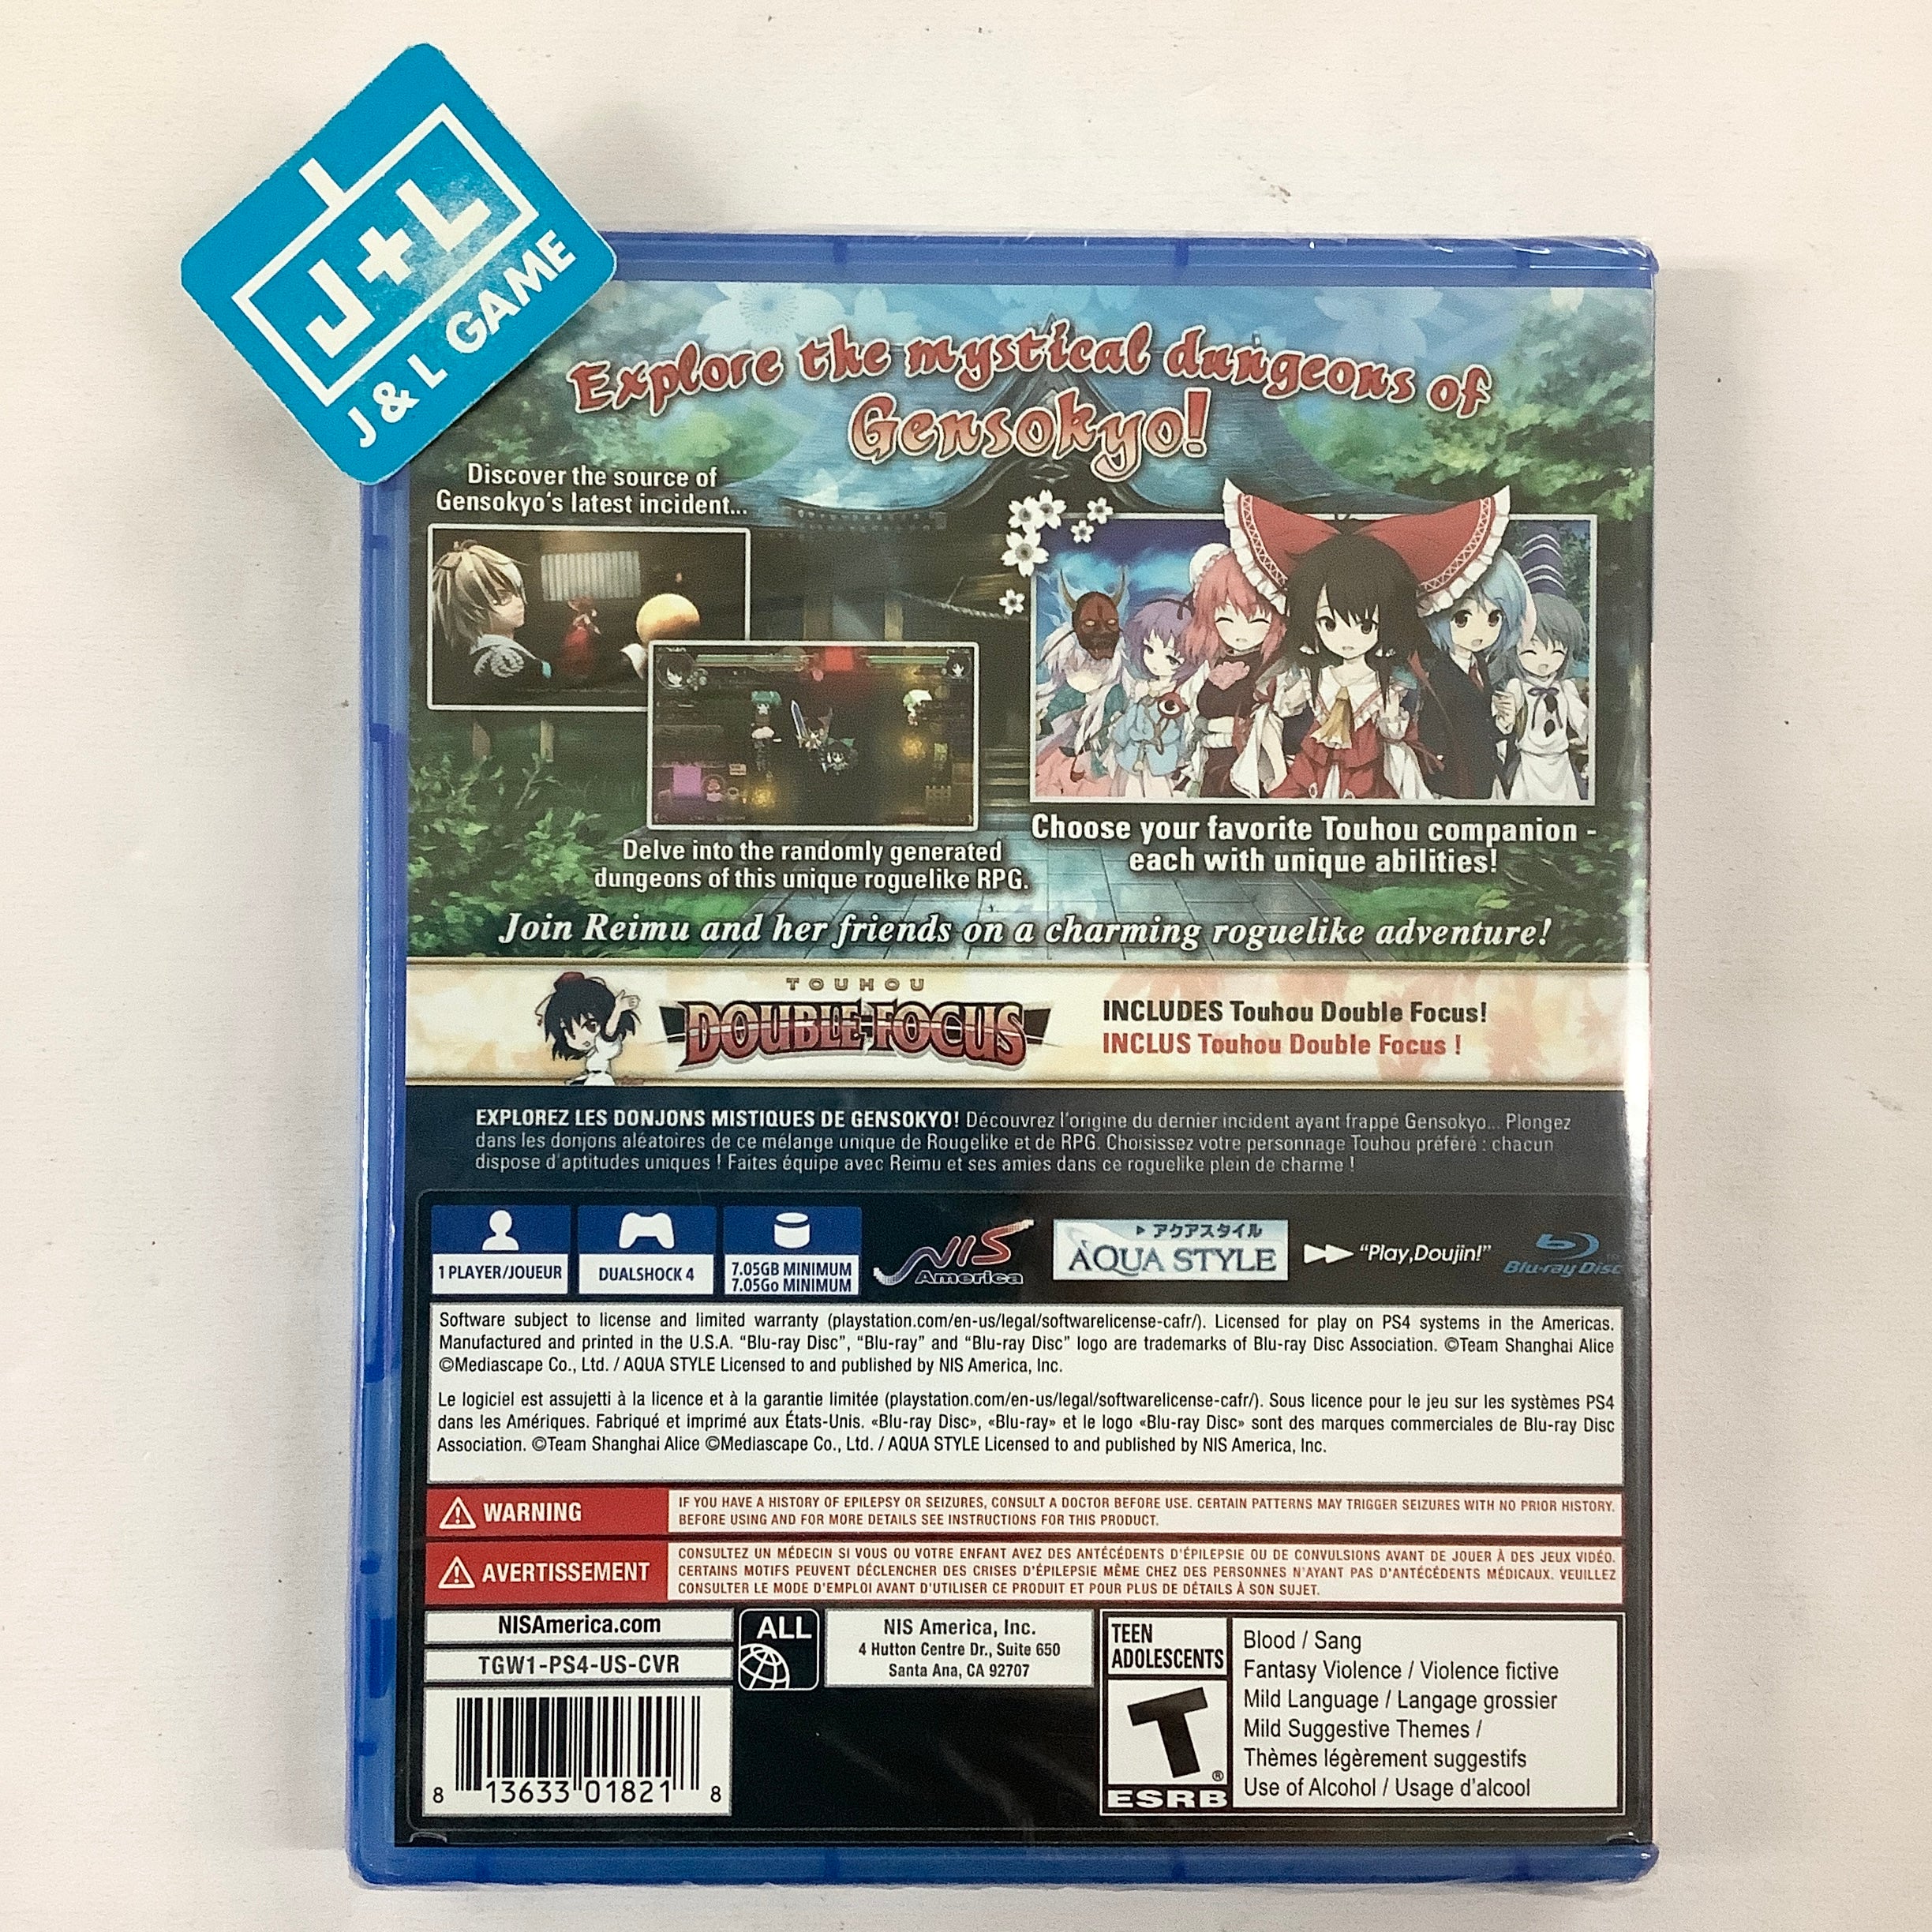 J+L
J & L GAME
Explore the mystical dungeons of
Gensokyo!
Discover the source of
Gensokyo's latest incident...
Delve into the randomly generated
dungeons of this unique roguelike RPG.
Choose your favorite Touhou companion -
each with unique abilities!
Join Reimu and her friends on a charming roguelike adventure!
TOUHOU
DOUBLE FOCUS
INCLUDES Touhou Double Focus!
INCLUS Touhou Double Focus !
EXPLOREZ LES DONJONS MISTIQUES DE GENSOKYO! Découvrez l'origine du dernier incident ayant frappé Gensokyo... Plongez
dans les donjons aléatoires de ce mélange unique de Rougelike et de RPG. Choisissez votre personnage Touhou préféré : chacun
dispose d'aptitudes uniques ! Faites équipe avec Reimu et ses amies dans ce roguelike plein de charme !
1 PLAYER/JOUEUR
DUALSHOCK 4
7.05GB MINIMUM
7.05Go MINIMUM
NIS
America
アクアスタイル
AQUA STYLE
"Play,Doujin!"
Blu-ray Disc
Software subject to license and limited warranty (playstation.com/en-us/legal/softwarelicense-cafr/). Licensed for play on PS4 systems in the Americas.
Manufactured and printed in the U.S.A. "Blu-ray Disc", "Blu-ray" and "Blu-ray Disc" logo are trademarks of Blu-ray Disc Association. ©Team Shanghai Alice
©Mediascape Co., Ltd. / AQUA STYLE Licensed to and published by NIS America, Inc.
Le logiciel est assujetti à la licence et à la garantie limitée (playstation.com/en-us/legal/softwarelicense-cafr/). Sous licence pour le jeu sur les systèmes PS4
dans les Amériques. Fabriqué et imprimé aux États-Unis. «Blu-ray Disc», «Blu-ray» et le logo «Blu-ray Disc» sont des marques commerciales de Blu-ray Disc
Association. ©Team Shanghai Alice ©Mediascape Co., Ltd. / AQUA STYLE Licensed to and published by NIS America, Inc.
WARNING
IF YOU HAVE A HISTORY OF EPILEPSY OR SEIZURES, CONSULT A DOCTOR BEFORE USE. CERTAIN PATTERNS MAY TRIGGER SEIZURES WITH NO PRIOR HISTORY.
BEFORE USING AND FOR MORE DETAILS SEE INSTRUCTIONS FOR THIS PRODUCT.
AVERTISSEMENT
CONSULTEZ UN MÉDECIN SI VOUS OU VOTRE ENFANT AVEZ DES ANTÉCÉDENTS D'ÉPILEPSIE OU DE CONVULSIONS AVANT DE JOUER À DES JEUX VIDÉO.
CERTAINS MOTIFS PEUVENT DÉCLENCHER DES CRISES D'ÉPILEPSIE MÊME CHEZ DES PERSONNES N'AYANT PAS D'ANTÉCÉDENTS MÉDICAUX. VEUILLEZ
CONSULTER LE MODE D'EMPLOI AVANT D'UTILISER CE PRODUIT ET POUR PLUS DE DÉTAILS À SON SUJET.
NISAmerica.com
TGW1-PS4-US-CVR
ALL
NIS America, Inc.
4 Hutton Centre Dr., Suite 650
Santa Ana, CA 92707
8 13633 01821 8
TEEN
ADOLESCENTS
T
ESRB
Blood / Sang
Fantasy Violence / Violence fictive
Mild Language / Langage grossier
Mild Suggestive Themes /
Thèmes légèrement suggestifs
Use of Alcohol / Usage d'alcool